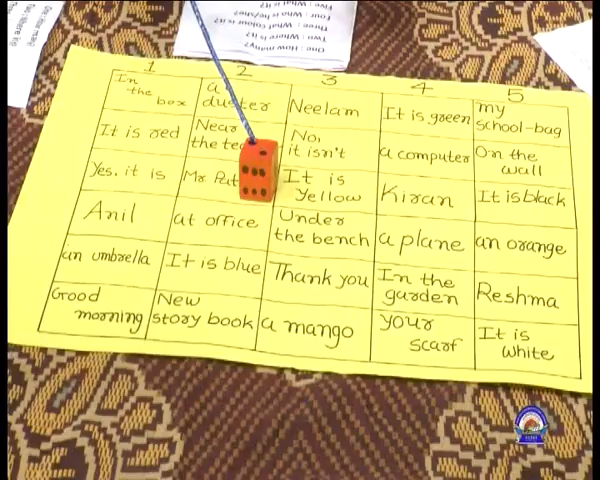 One : How many?
Two : Where is it?
Three : What colour is it?
Four : Who is he/she?
Five : What is it?
1 2 3 4 5
In the box
a duster
Neelam
It is green
my school-bag
It is red
Near
No, it isn't
a computer
On the wall
Yes, it is
Mr
It is Yellow
Kiran
It is black
Anil
at office
Under the bench
a plane
an orange
an umbrella
It is blue
Thank you
In the garden
Reshma
Good morning
New story book
a mango
your scarf
It is white